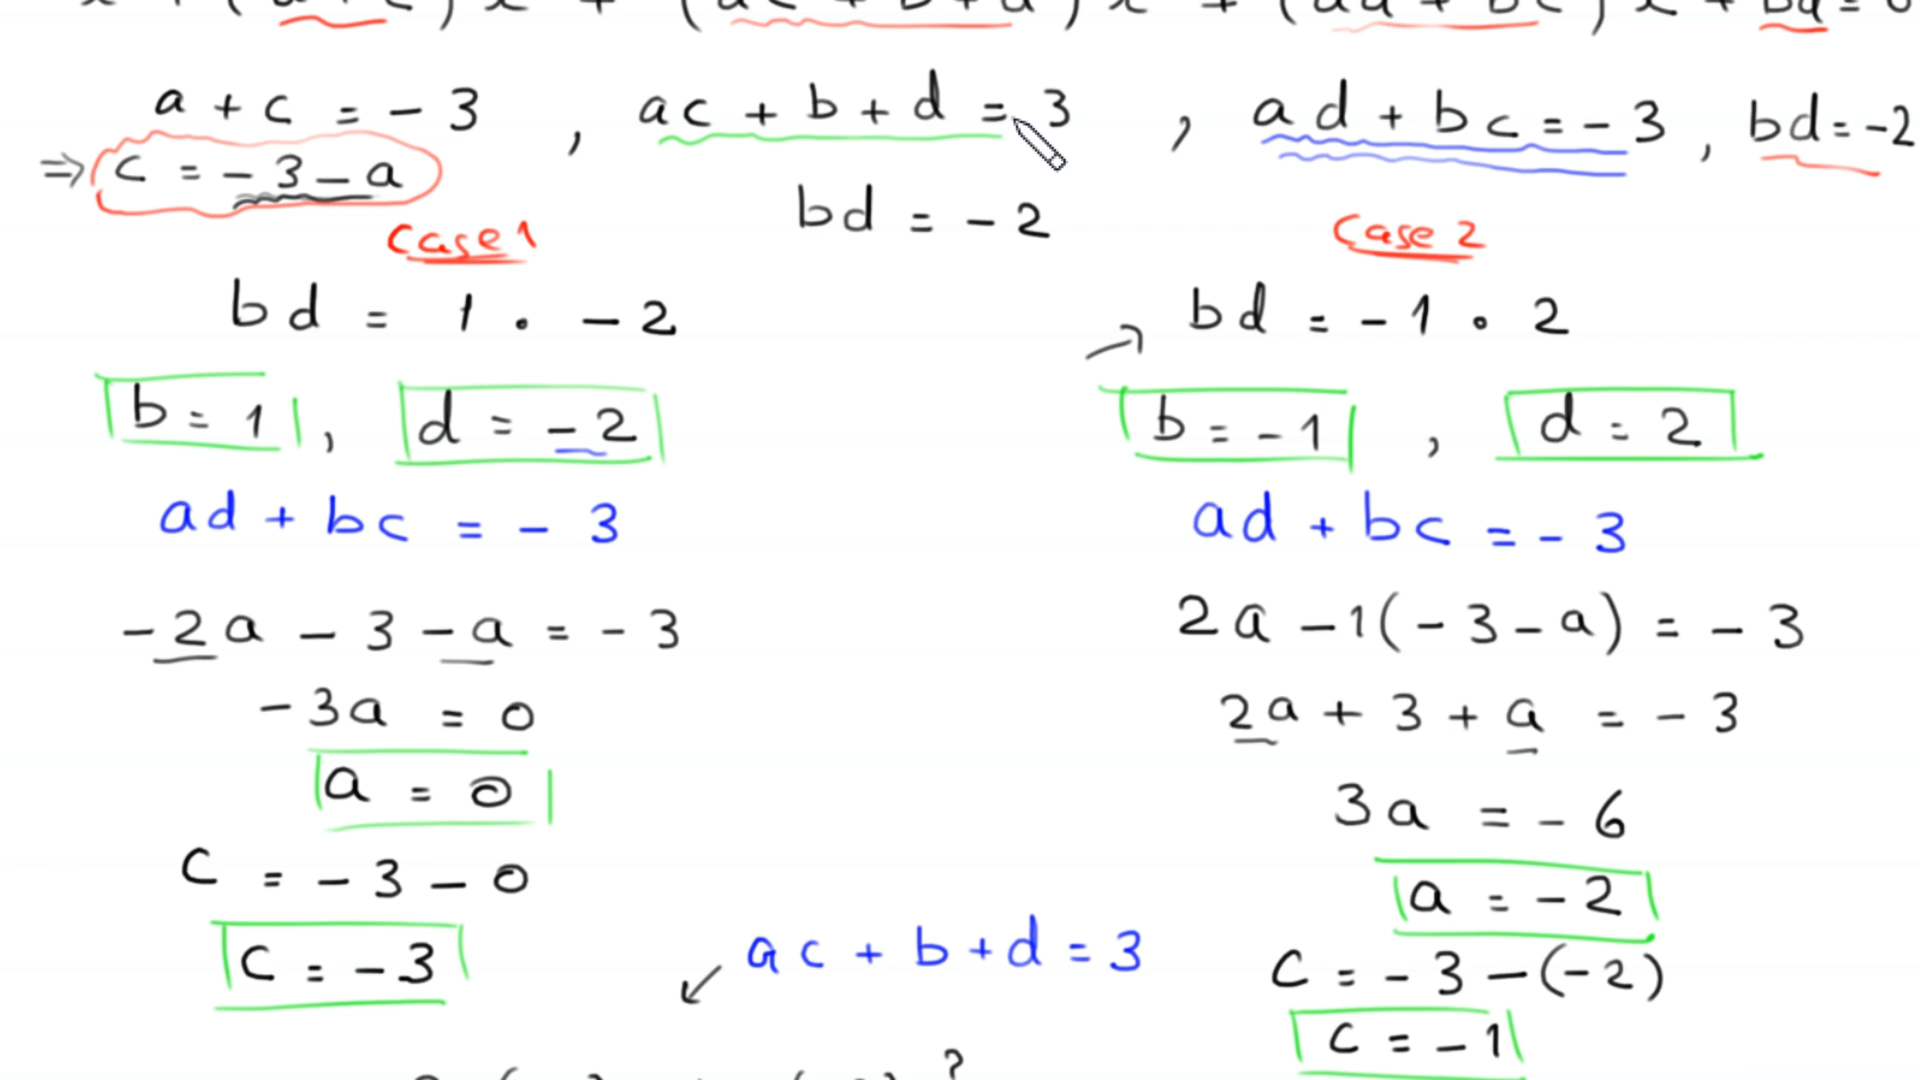 a + c = - 3 , ac + b + d = 3 , ad + bc = - 3 , bd = -2
⇒ c = - 3 - a
bd = - 2
Case 1
Case 2
bd = 1 . - 2
bd = - 1 . 2
b = 1 , d = - 2
b = - 1 , d = 2
ad + bc = - 3
ad + bc = - 3
-2a - 3 - a = - 3
2a - 1(- 3 - a) = - 3
-3a = 0
2a + 3 + a = - 3
a = 0
3a = - 6
c = - 3 - 0
a = - 2
c = - 3
ac + b + d = 3
c = - 3 - (-2)
c = - 1